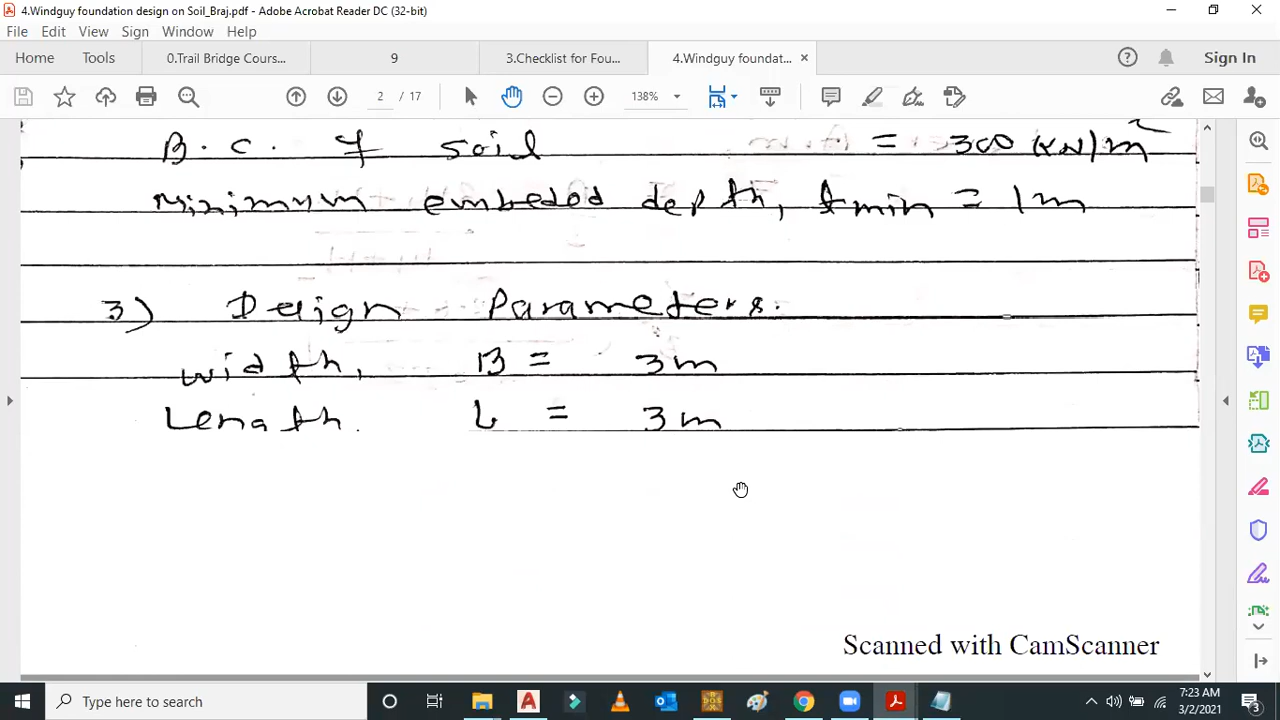 4.Windguy foundation design on Soil_Braj.pdf - Adobe Acrobat Reader DC (32-bit)
File Edit View Sign Window Help
Home Tools 0.Trail Bridge Cours... 9 3.Checklist for Fou... 4.Windguy foundat... × Sign In
2 / 17 138%
B.C. of soil = 300 KN/m²
Minimum embeded depth, tmin = 1m
3) Design Parameters.
Width, B = 3m
Length. L = 3m
Scanned with CamScanner
Type here to search
7:23 AM
3/2/2021
3